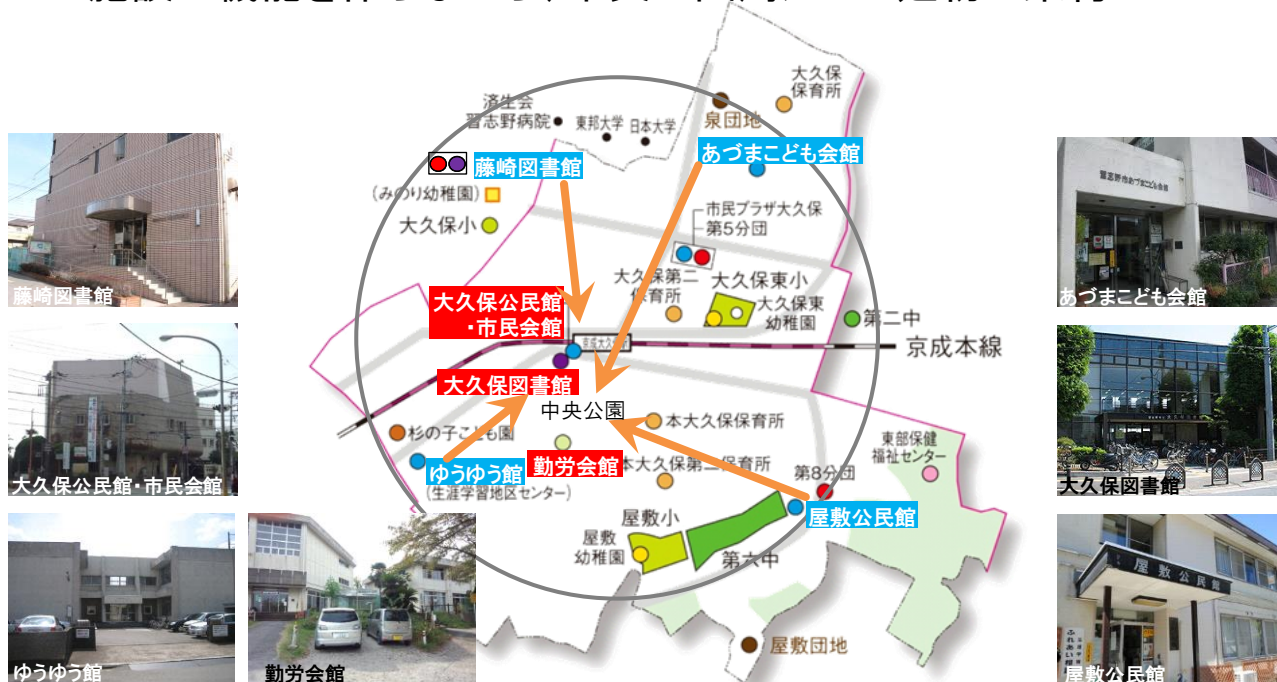 大久保
保育所
済生会
習志野病院
東邦大学
日本大学
泉団地
あづまこども会館
藤崎図書館
(みのり幼稚園)
大久保小
市民プラザ大久保
第5分団
大久保第二
保育所
大久保東小
大久保東
幼稚園
第二中
大久保公民館
・市民会館
京成本線
大久保図書館
中央公園
本大久保保育所
杉の子こども園
ゆうゆう館
(生涯学習地区センター)
勤労会館
本大久保第二保育所
東部保健
福祉センター
第8分団
屋敷公民館
屋敷小
屋敷
幼稚園
第六中
屋敷団地
藤崎図書館
大久保公民館・市民会館
ゆうゆう館
勤労会館
習志野市あづまこども会館
あづまこども会館
大久保図書館
屋敷公民館
屋敷公民館